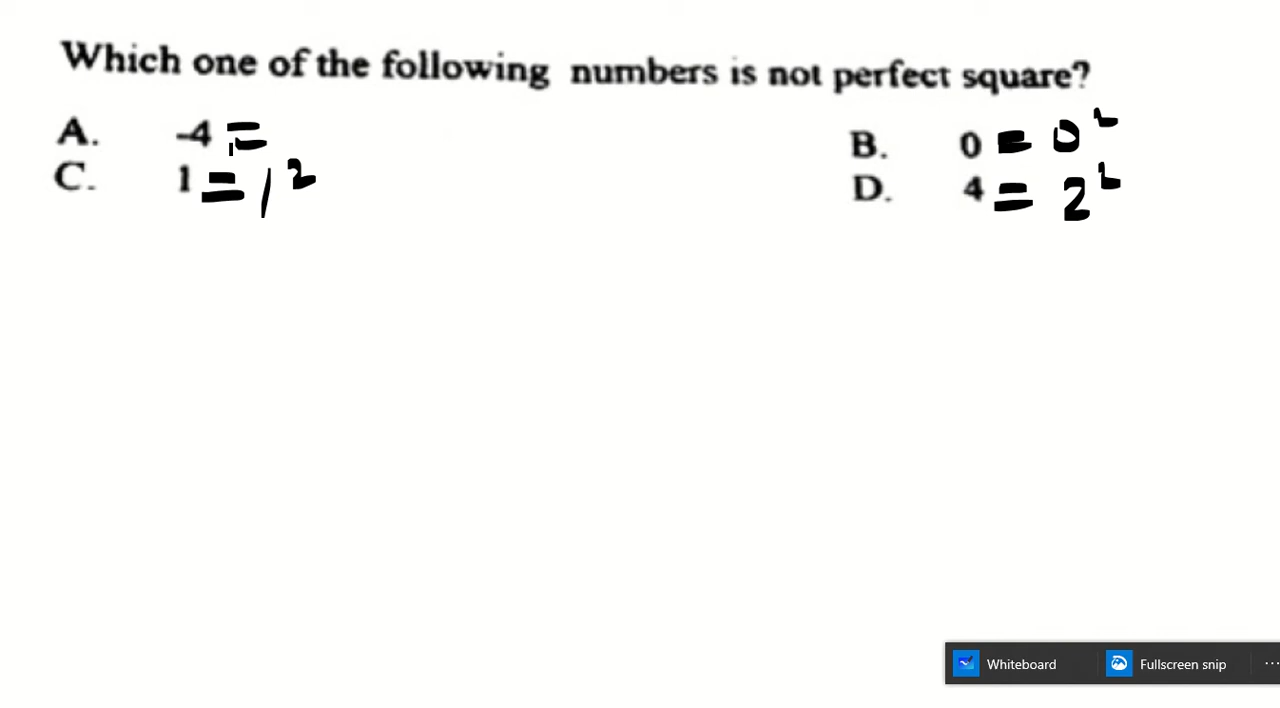 Which one of the following numbers is not perfect square?
A. -4 =
B. 0 = 0²
C. 1 = 1²
D. 4 = 2²
Whiteboard Fullscreen snip ...